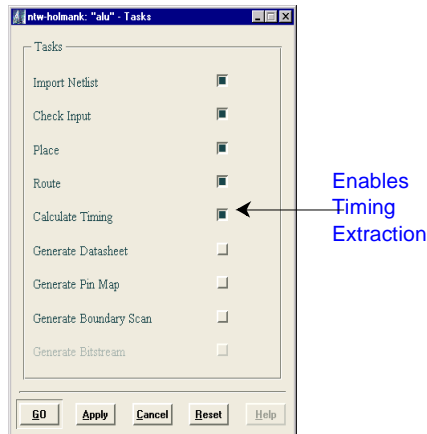 ntw-holmank: "alu" - Tasks
Tasks
Import Netlist
Check Input
Place
Route
Calculate Timing
Enables
Timing
Extraction
Generate Datasheet
Generate Pin Map
Generate Boundary Scan
Generate Bitstream
GO Apply Cancel Reset Help